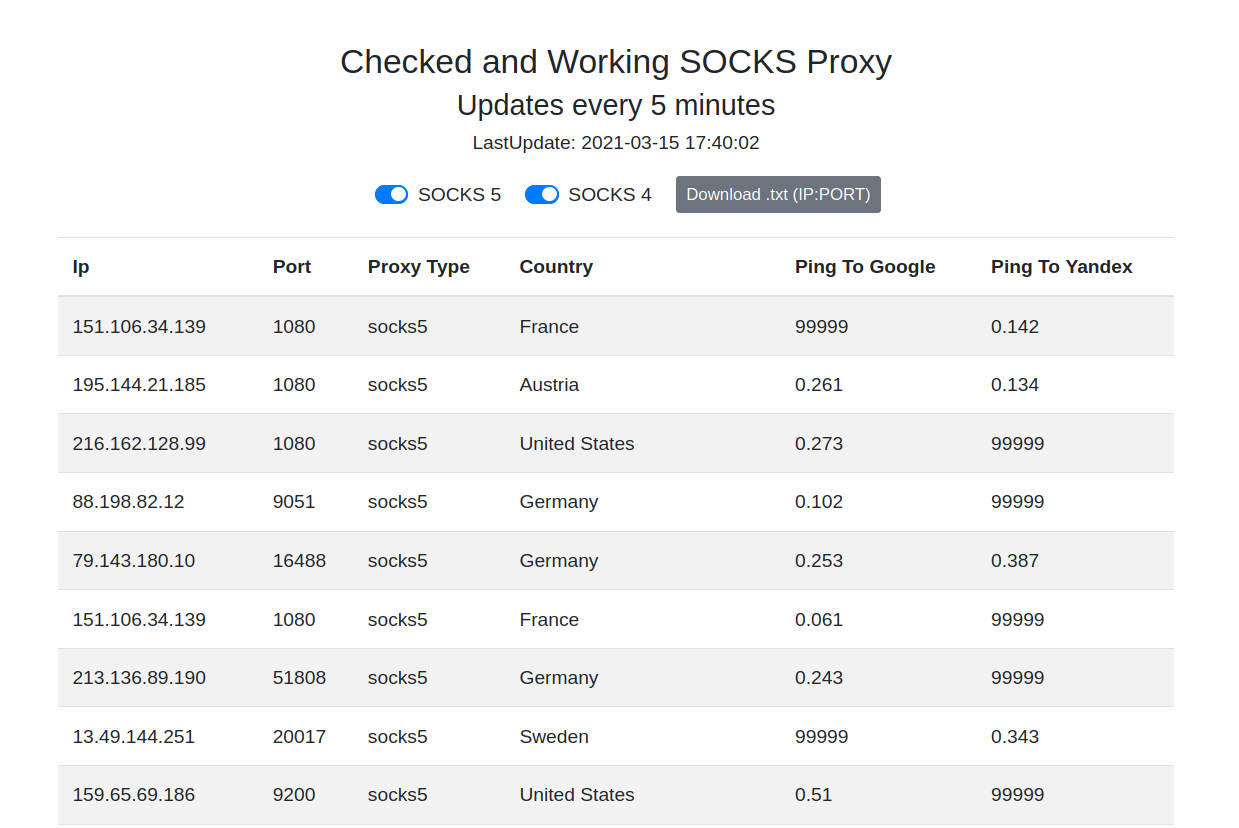 Checked and Working SOCKS Proxy
Updates every 5 minutes
LastUpdate: 2021-03-15 17:40:02
SOCKS 5 SOCKS 4 Download .txt (IP:PORT)
Ip Port Proxy Type Country Ping To Google Ping To Yandex
151.106.34.139 1080 socks5 France 99999 0.142
195.144.21.185 1080 socks5 Austria 0.261 0.134
216.162.128.99 1080 socks5 United States 0.273 99999
88.198.82.12 9051 socks5 Germany 0.102 99999
79.143.180.10 16488 socks5 Germany 0.253 0.387
151.106.34.139 1080 socks5 France 0.061 99999
213.136.89.190 51808 socks5 Germany 0.243 99999
13.49.144.251 20017 socks5 Sweden 99999 0.343
159.65.69.186 9200 socks5 United States 0.51 99999